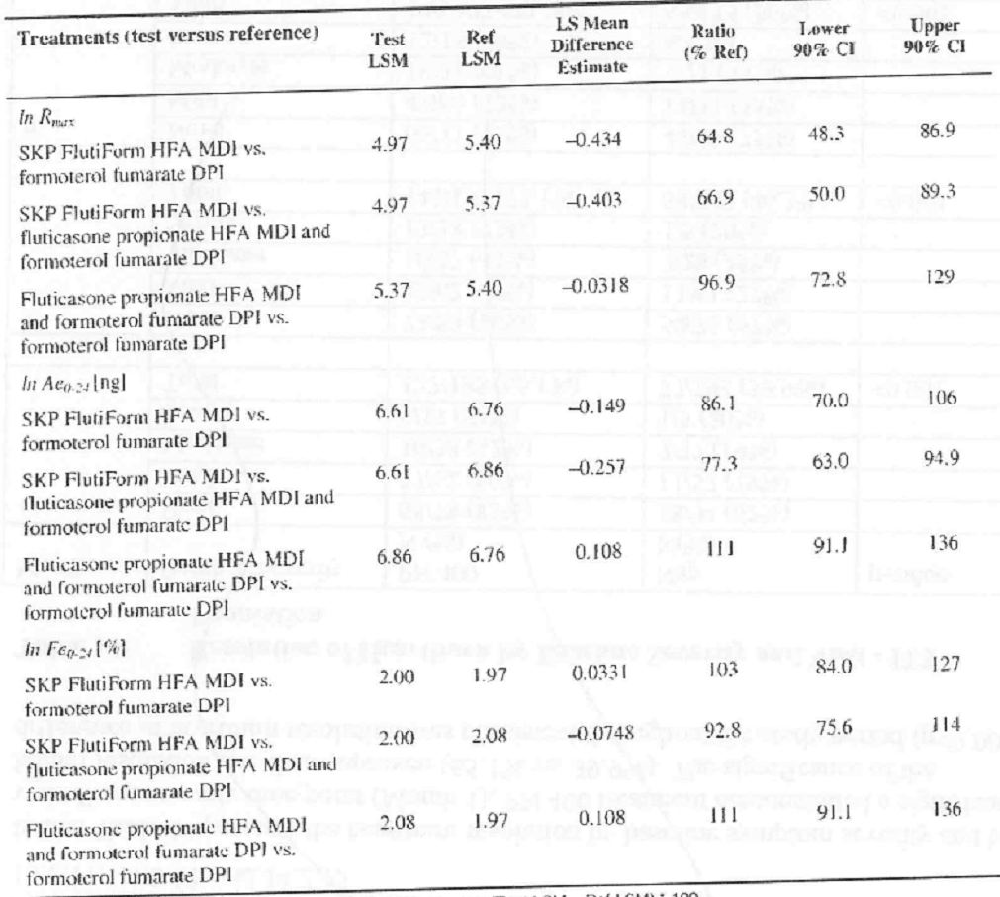 Treatments (test versus reference) Test LSM Ref LSM LS Mean Difference Estimate Ratio (% Ref) Lower 90% CI Upper 90% CI
ln Rmax
SKP FlutiForm HFA MDI vs. 4.97 5.40 −0.434 64.8 48.3 86.9
formoterol fumarate DPI
SKP FlutiForm HFA MDI vs. 4.97 5.37 −0.403 66.9 50.0 89.3
fluticasone propionate HFA MDI and
formoterol fumarate DPI
Fluticasone propionate HFA MDI 5.37 5.40 −0.0318 96.9 72.8 129
and formoterol fumarate DPI vs.
formoterol fumarate DPI
ln Ae0-24 [ng]
SKP FlutiForm HFA MDI vs. 6.61 6.76 −0.149 86.1 70.0 106
formoterol fumarate DPI
SKP FlutiForm HFA MDI vs. 6.61 6.86 −0.257 77.3 63.0 94.9
fluticasone propionate HFA MDI and
formoterol fumarate DPI
Fluticasone propionate HFA MDI 6.86 6.76 0.108 111 91.1 136
and formoterol fumarate DPI vs.
formoterol fumarate DPI
ln Fe0-24 [%]
SKP FlutiForm HFA MDI vs. 2.00 1.97 0.0331 103 84.0 127
formoterol fumarate DPI
SKP FlutiForm HFA MDI vs. 2.00 2.08 −0.0748 92.8 75.6 114
fluticasone propionate HFA MDI and
formoterol fumarate DPI
Fluticasone propionate HFA MDI 2.08 1.97 0.108 111 91.1 136
and formoterol fumarate DPI vs.
formoterol fumarate DPI